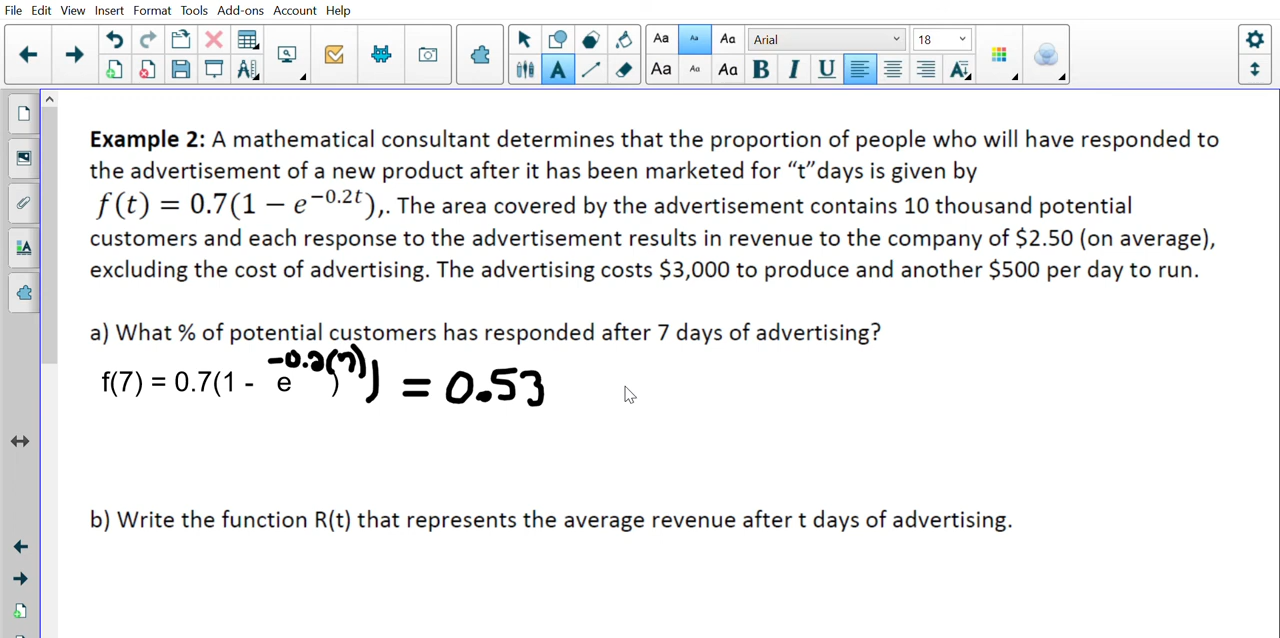 File Edit View Insert Format Tools Add-ons Account Help
Aa Aa Aa Arial 18
Aa Aa Aa B I U A
Example 2: A mathematical consultant determines that the proportion of people who will have responded to
the advertisement of a new product after it has been marketed for “t”days is given by
f(t) = 0.7(1 − e^−0.2t),. The area covered by the advertisement contains 10 thousand potential
customers and each response to the advertisement results in revenue to the company of $2.50 (on average),
excluding the cost of advertising. The advertising costs $3,000 to produce and another $500 per day to run.
a) What % of potential customers has responded after 7 days of advertising?
f(7) = 0.7(1 - e^-0.2(7))) = 0.53
b) Write the function R(t) that represents the average revenue after t days of advertising.